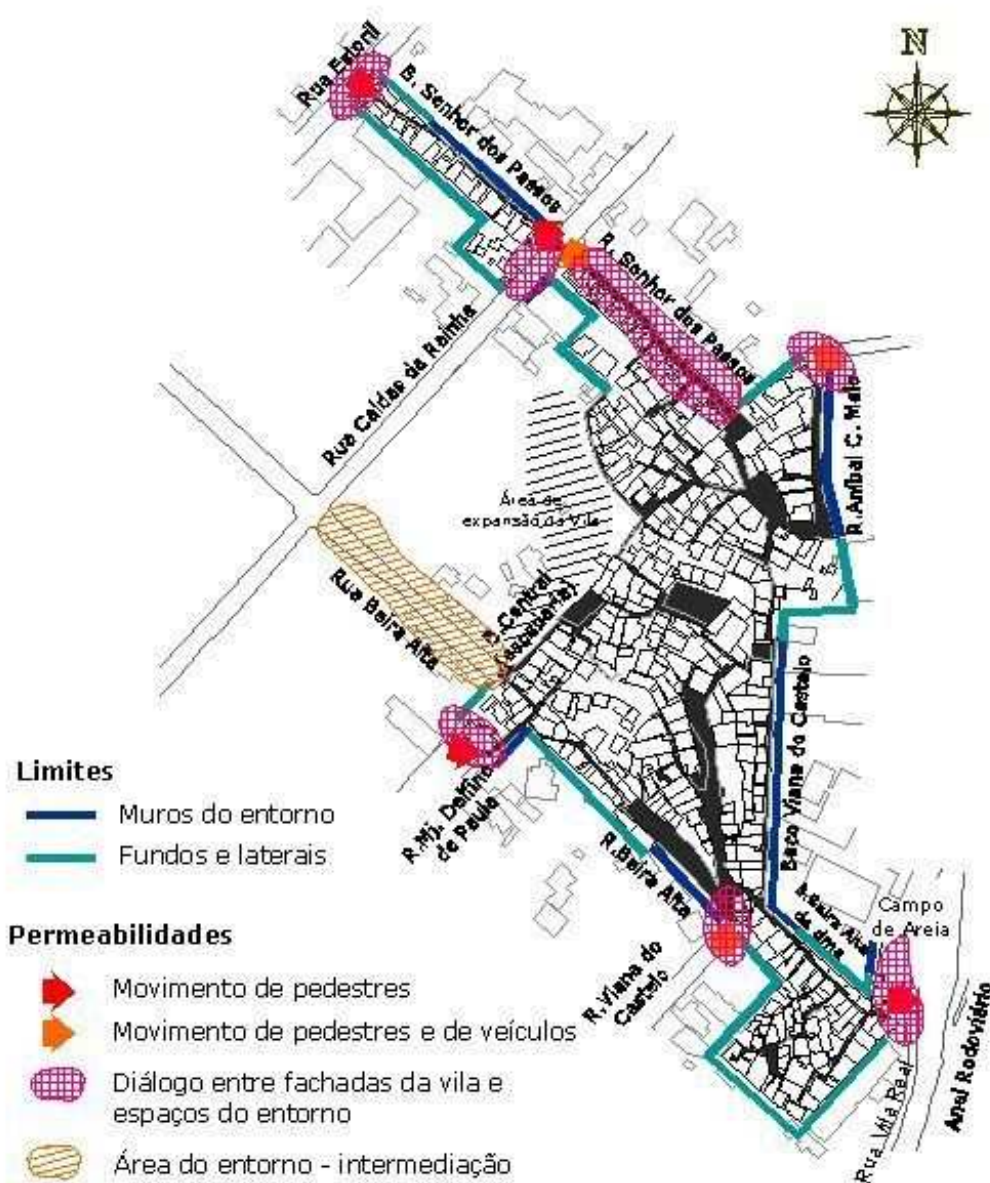 N
Rua Estoril
B. Senhor dos Passos
R. Senhor dos Passos
Rua Caldas da Rainha
R. Aníbal C. Melo
Área de
expansão da Vila
Central
Rua Beira Alta
Beco Viana do Castelo
R. Mj. Delfino
de Paula
R. Beira Alta
R. Viana do
Castelo
Campo
de Areia
Rua Vila Real
Anel Rodoviário
Limites
Muros do entorno
Fundos e laterais
Permeabilidades
Movimento de pedestres
Movimento de pedestres e de veículos
Diálogo entre fachadas da vila e
espaços do entorno
Área do entorno - intermediação